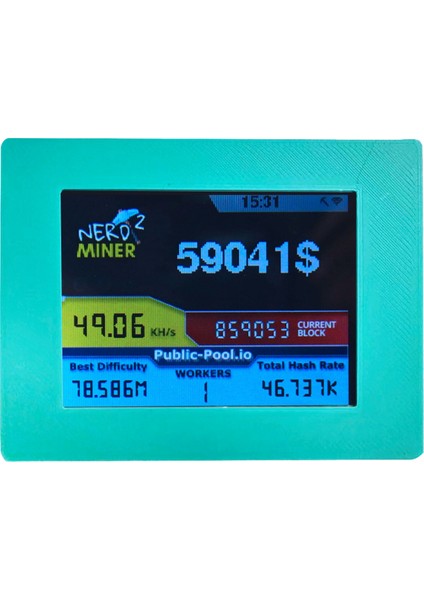 15:31
NERD 2
MINER
59041$
49.06 KH/s
859053 CURRENT BLOCK
Public-Pool.io
Best Difficulty WORKERS Total Hash Rate
78.586M 1 46.737K